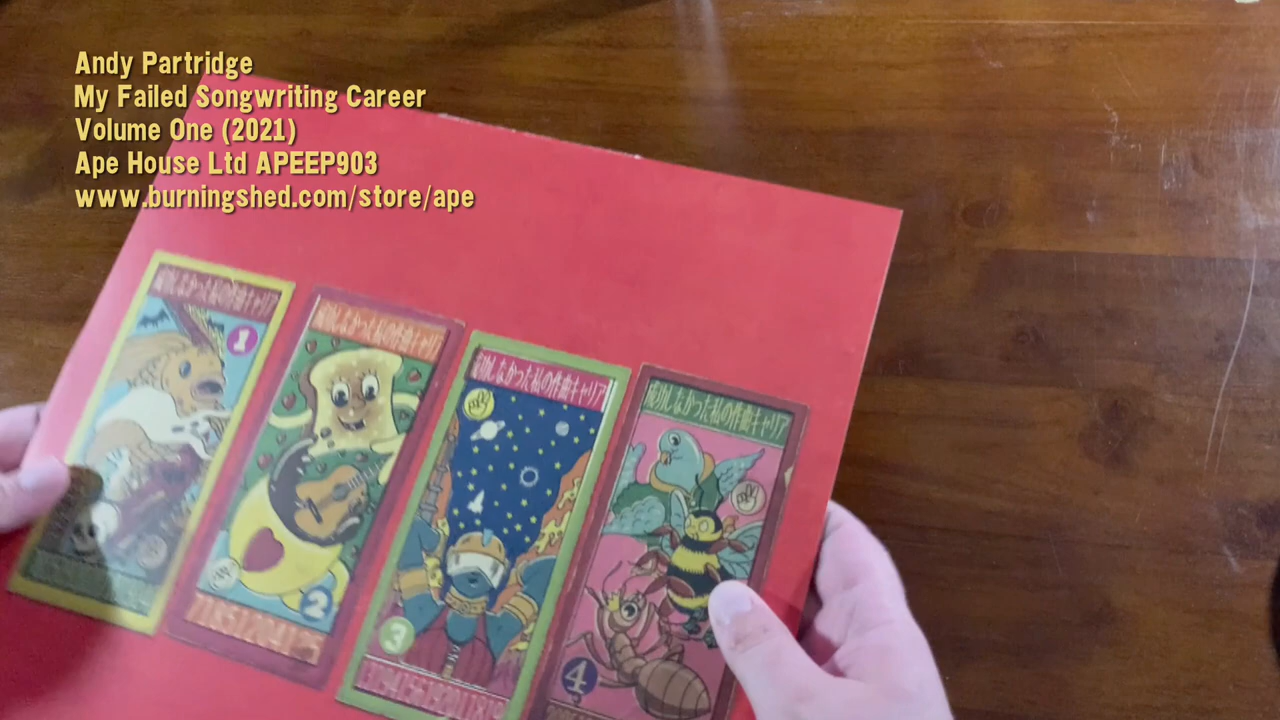 Andy Partridge
My Failed Songwriting Career
Volume One (2021)
Ape House Ltd APEEP903
www.burningshed.com/store/ape
成功しなかった私の作曲キャリア
1
成功しなかった私の作曲キャリア
2
成功しなかった私の作曲キャリア
3
成功しなかった私の作曲キャリア
4